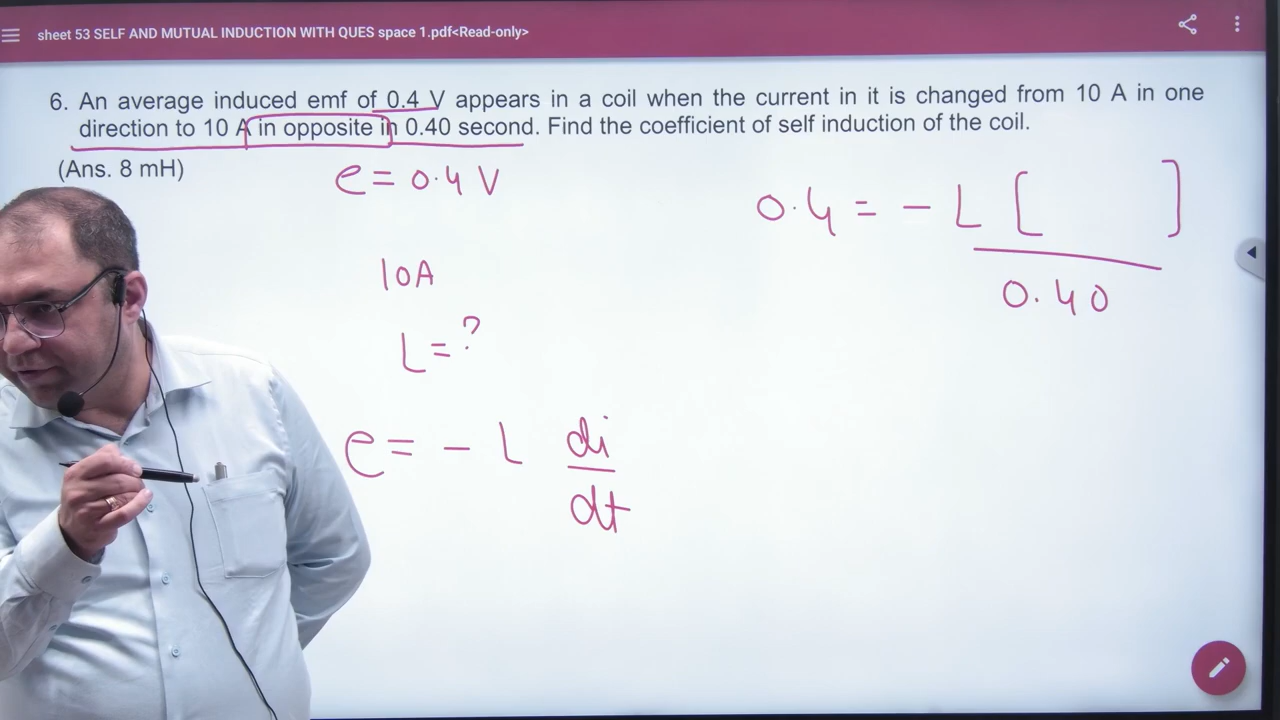 sheet 53 SELF AND MUTUAL INDUCTION WITH QUES space 1.pdf<Read-only>
6. An average induced emf of 0.4 V appears in a coil when the current in it is changed from 10 A in one
direction to 10 A in opposite in 0.40 second. Find the coefficient of self induction of the coil.
(Ans. 8 mH)
e = 0.4 V
10A
L = ?
e = - L di/dt
0.4 = - L [ ]
0.40